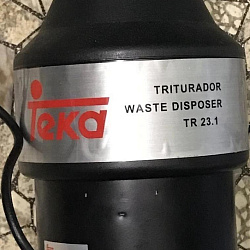 Teka
TRITURADOR
WASTE DISPOSER
TR 23.1